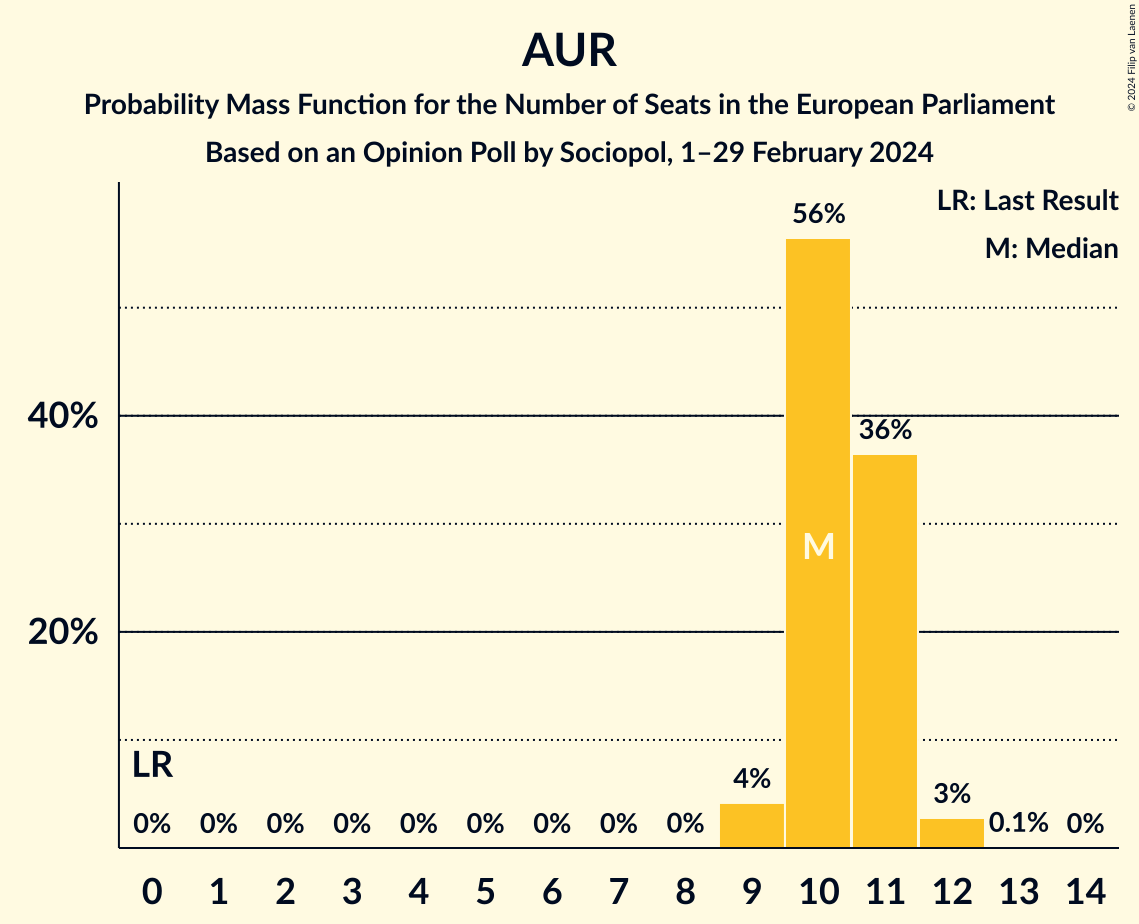 AUR
Probability Mass Function for the Number of Seats in the European Parliament
Based on an Opinion Poll by Sociopol, 1–29 February 2024
© 2024 Filip van Laenen
LR: Last Result
M: Median
56%
40%
36%
M
20%
LR
4%
3%
0% 0% 0% 0% 0% 0% 0% 0% 0% 0.1% 0%
0 1 2 3 4 5 6 7 8 9 10 11 12 13 14